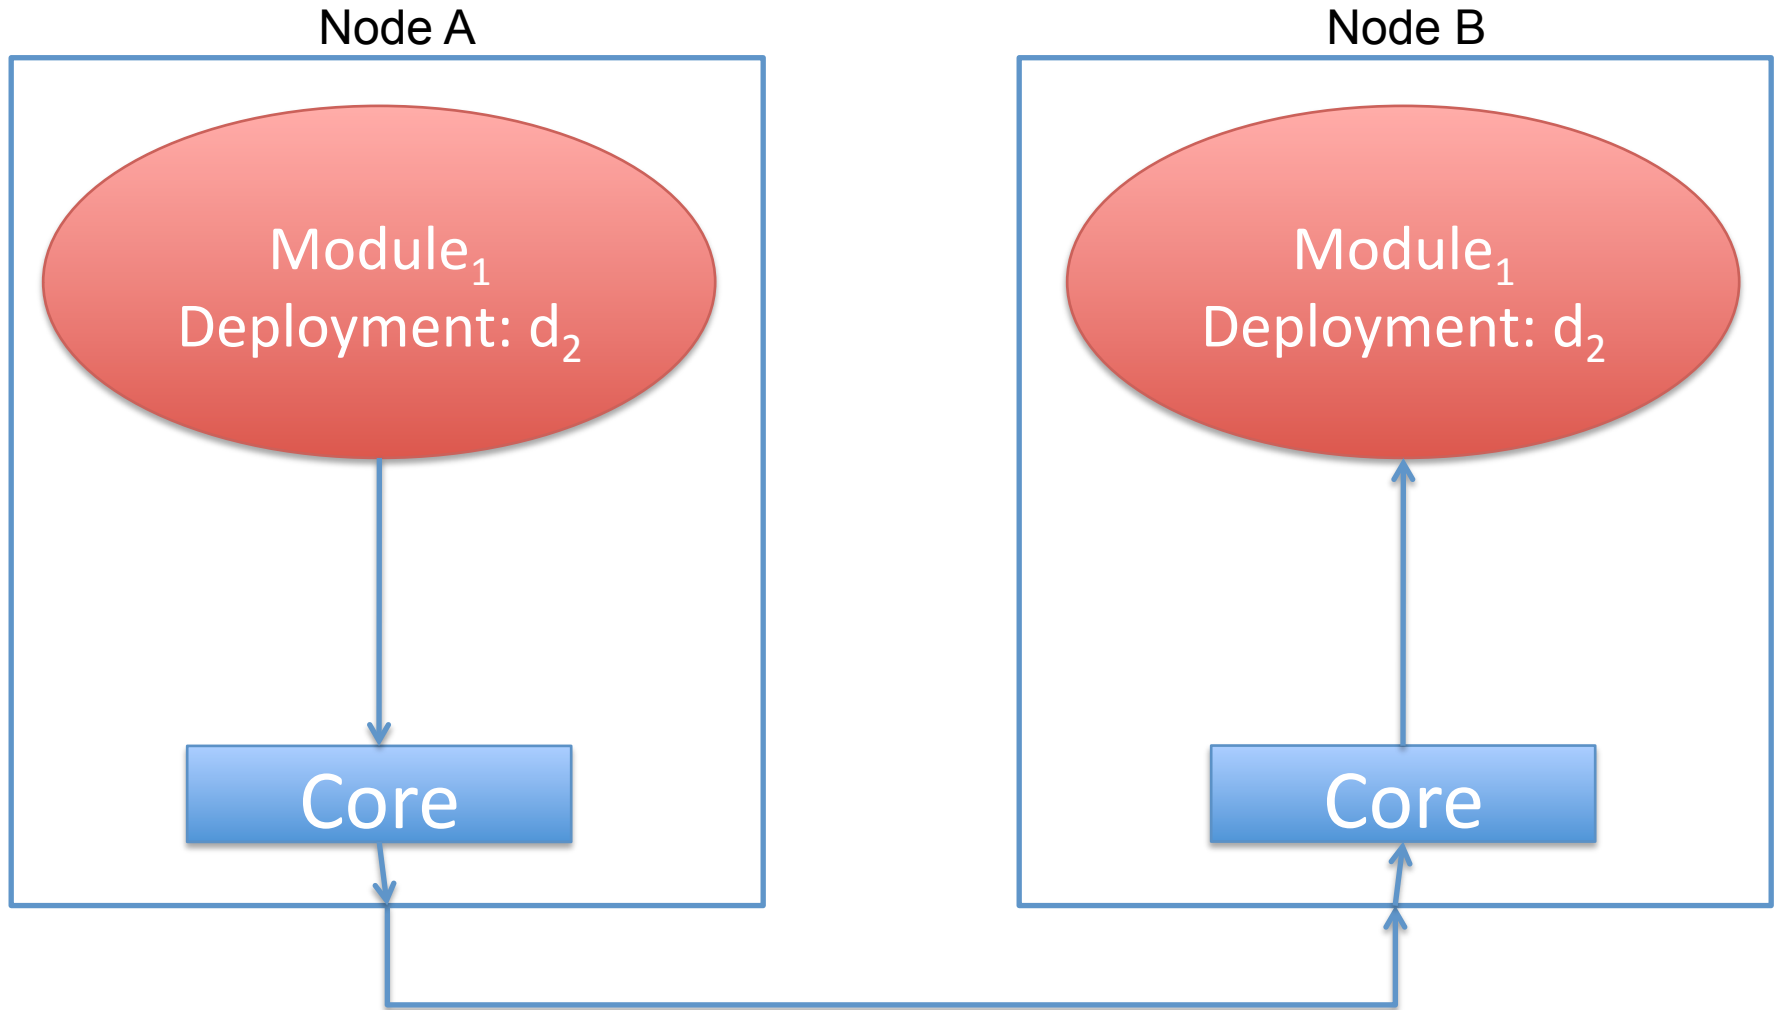 Node A
Module₁
Deployment: d₂
Core
Node B
Module₁
Deployment: d₂
Core